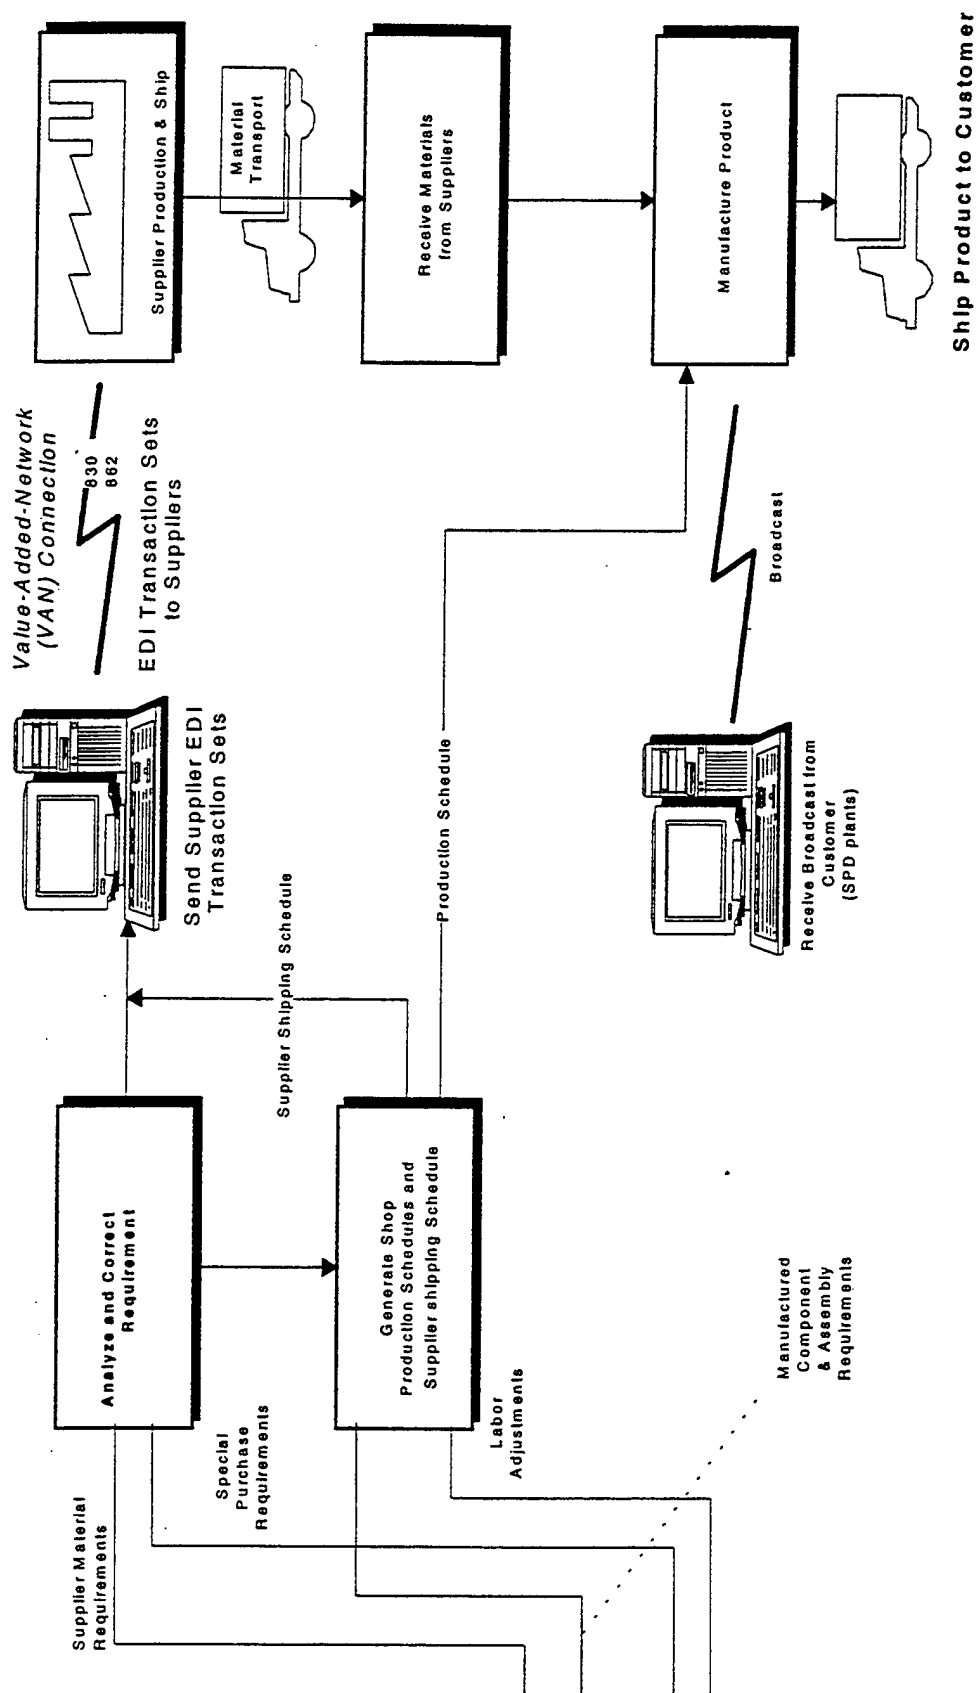 Supplier Material
Requirements
Special
Purchase
Requirements
Analyze and Correct
Requirement
Labor
Adjustments
Generate Shop
Production Schedules and
Supplier shipping Schedule
Manufactured
Component
& Assembly
Requirements
Supplier Shipping Schedule
Production Schedule
Send Supplier EDI
Transaction Sets
Receive Broadcast from
Customer
(SPD plants)
Value-Added-Network
(VAN) Connection
830
862
EDI Transaction Sets
to Suppliers
Broadcast
Supplier Production & Ship
Material
Transport
Receive Materials
from Suppliers
Manufacture Product
Ship Product to Customer